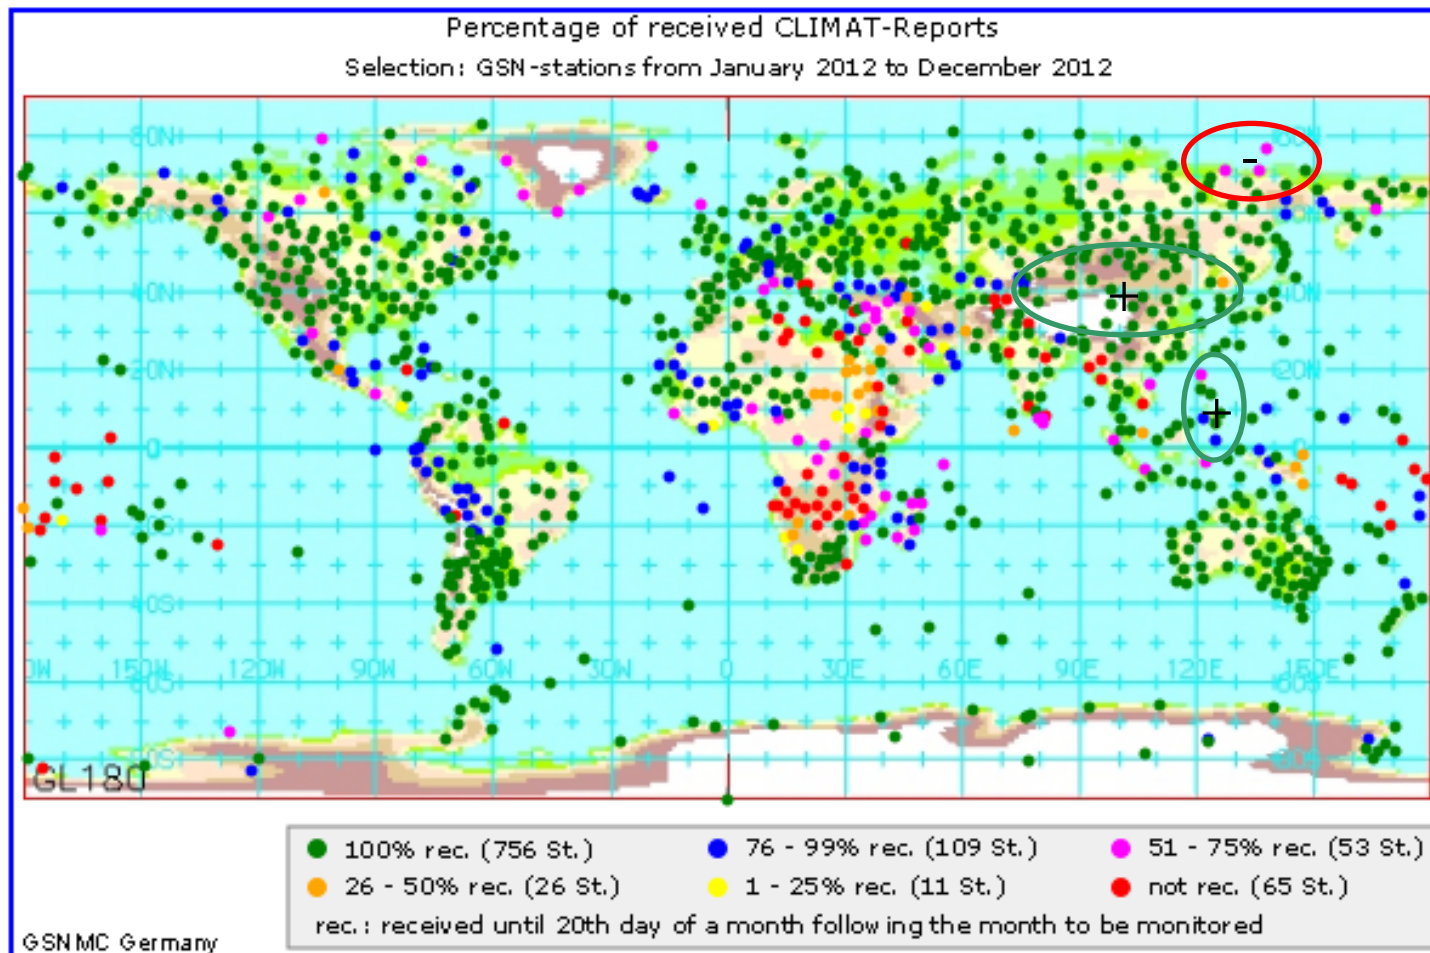 Percentage of received CLIMAT-Reports
Selection: GSN-stations from January 2012 to December 2012
80N
40N
20N
20N
0
0
40S
60S
80S
150W 120W 90W 60W 30W 0 30E 60E 90E 120E 150E
GL180
100% rec. (756 St.) 76 - 99% rec. (109 St.) 51 - 75% rec. (53 St.)
26 - 50% rec. (26 St.) 1 - 25% rec. (11 St.) not rec. (65 St.)
rec.: received until 20th day of a month following the month to be monitored
GSNMC Germany